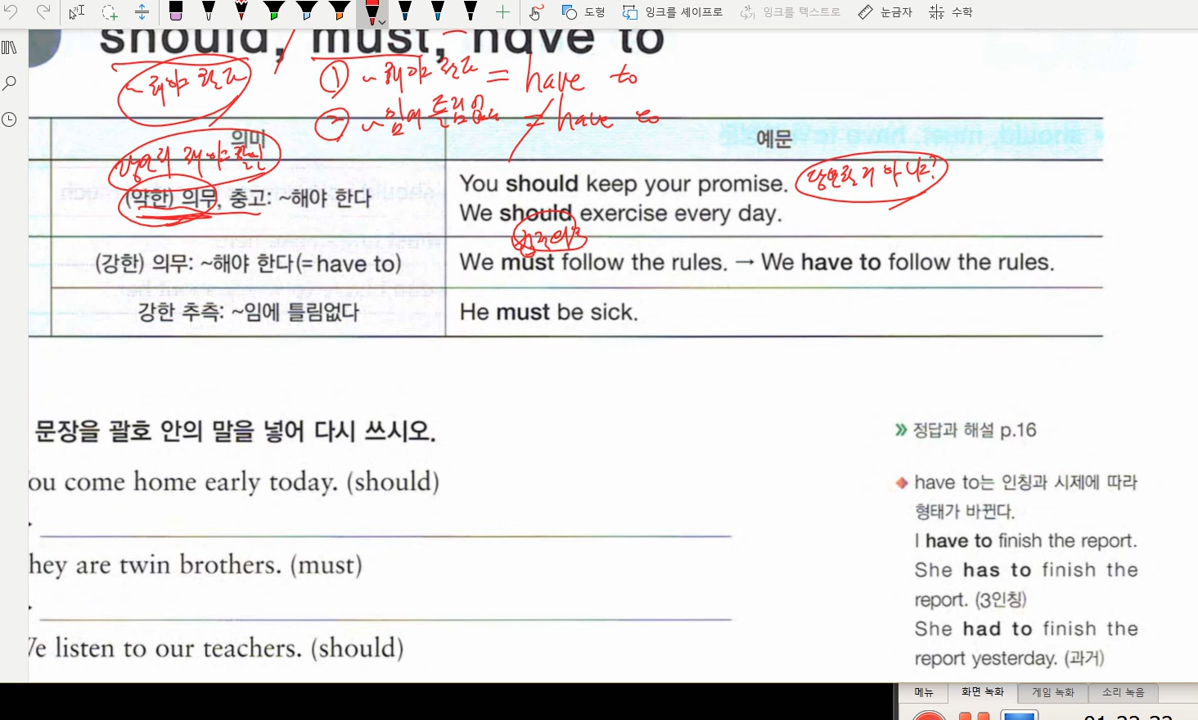 도형 잉크를 셰이프로 잉크를 텍스트로 눈금자 수학
should, must, have to
~해야 한다
① ~해야 한다 = have to
② ~임에 틀림없다 ≠ have to
의미 예문
당연히 해야 할 일
(약한) 의무, 충고: ~해야 한다
You should keep your promise.
당연한 거 아니냐?
We should exercise every day.
(강한) 의무: ~해야 한다(=have to)
We must follow the rules. → We have to follow the rules.
강한 추측: ~임에 틀림없다
He must be sick.
문장을 괄호 안의 말을 넣어 다시 쓰시오.
ou come home early today. (should)
hey are twin brothers. (must)
e listen to our teachers. (should)
정답과 해설 p.16
have to는 인칭과 시제에 따라
형태가 바뀐다.
I have to finish the report.
She has to finish the
report. (3인칭)
She had to finish the
report yesterday. (과거)
메뉴 화면 녹화 게임 녹화 소리 녹음